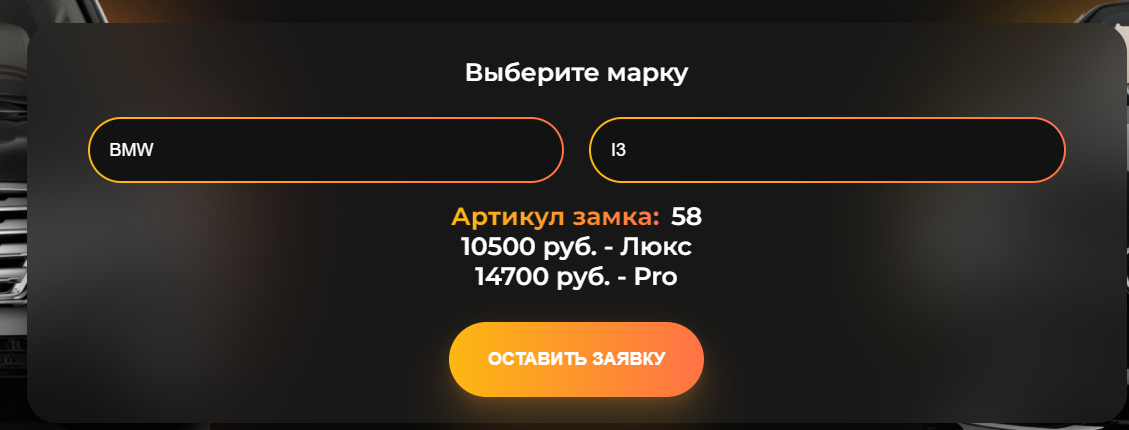 Выберите марку
BMW
I3
Артикул замка: 58
10500 руб. - Люкс
14700 руб. - Pro
ОСТАВИТЬ ЗАЯВКУ